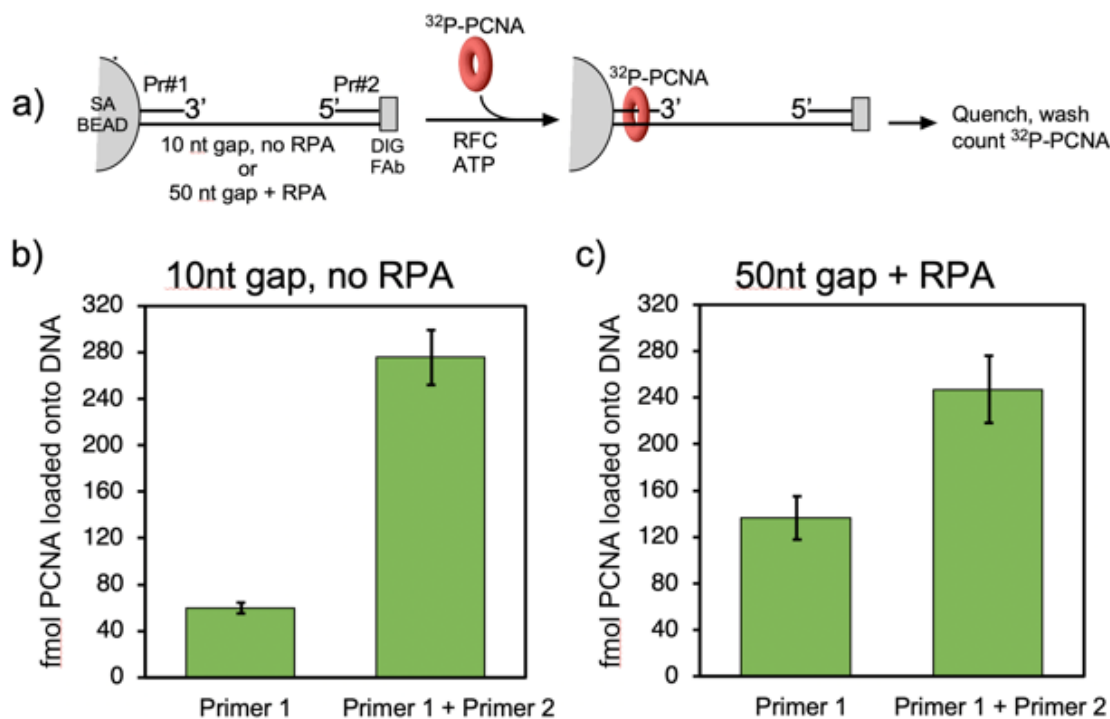 a)
SA
BEAD
Pr#1
3’
5’
Pr#2
10 nt gap, no RPA
or
50 nt gap + RPA
DIG
FAb
³²P-PCNA
RFC
ATP
³²P-PCNA
3’
5’
Quench, wash
count ³²P-PCNA
b)
10nt gap, no RPA
fmol PCNA loaded onto DNA
320
280
240
200
160
120
80
40
0
Primer 1
Primer 1 + Primer 2
c)
50nt gap + RPA
fmol PCNA loaded onto DNA
320
280
240
200
160
120
80
40
0
Primer 1
Primer 1 + Primer 2